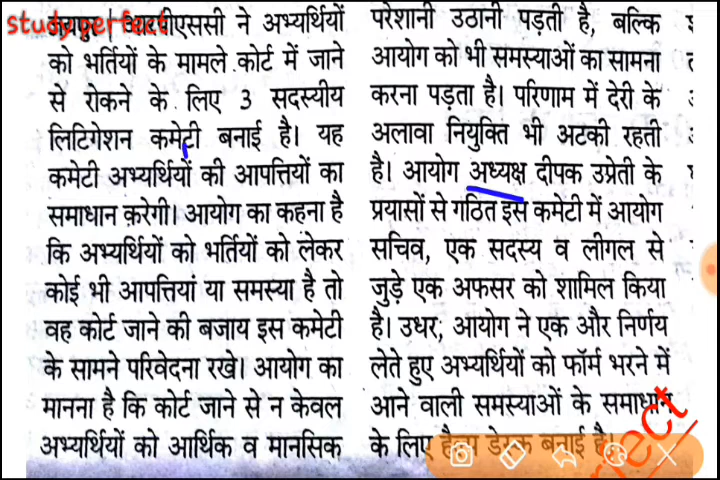 study perfect
ने अभ्यर्थियों
को भर्तियों के मामले कोर्ट में जाने
से रोकने के लिए 3 सदस्यीय
लिटिगेशन कमेटी बनाई है। यह
कमेटी अभ्यर्थियों की आपत्तियों का
समाधान करेगी। आयोग का कहना है
कि अभ्यर्थियों को भर्तियों को लेकर
कोई भी आपत्तियां या समस्या है तो
वह कोर्ट जाने की बजाय इस कमेटी
के सामने परिवेदना रखे। आयोग का
मानना है कि कोर्ट जाने से न केवल
अभ्यर्थियों को आर्थिक व मानसिक
परेशानी उठानी पड़ती है, बल्कि
आयोग को भी समस्याओं का सामना
करना पड़ता है। परिणाम में देरी के
अलावा नियुक्ति भी अटकी रहती
है। आयोग अध्यक्ष दीपक उप्रेती के
प्रयासों से गठित इस कमेटी में आयोग
सचिव, एक सदस्य व लीगल से
जुड़े एक अफसर को शामिल किया
है। उधर, आयोग ने एक और निर्णय
लेते हुए अभ्यर्थियों को फॉर्म भरने में
आने वाली समस्याओं के समाधान
के लिए हैल्प डेस्क बनाई है।